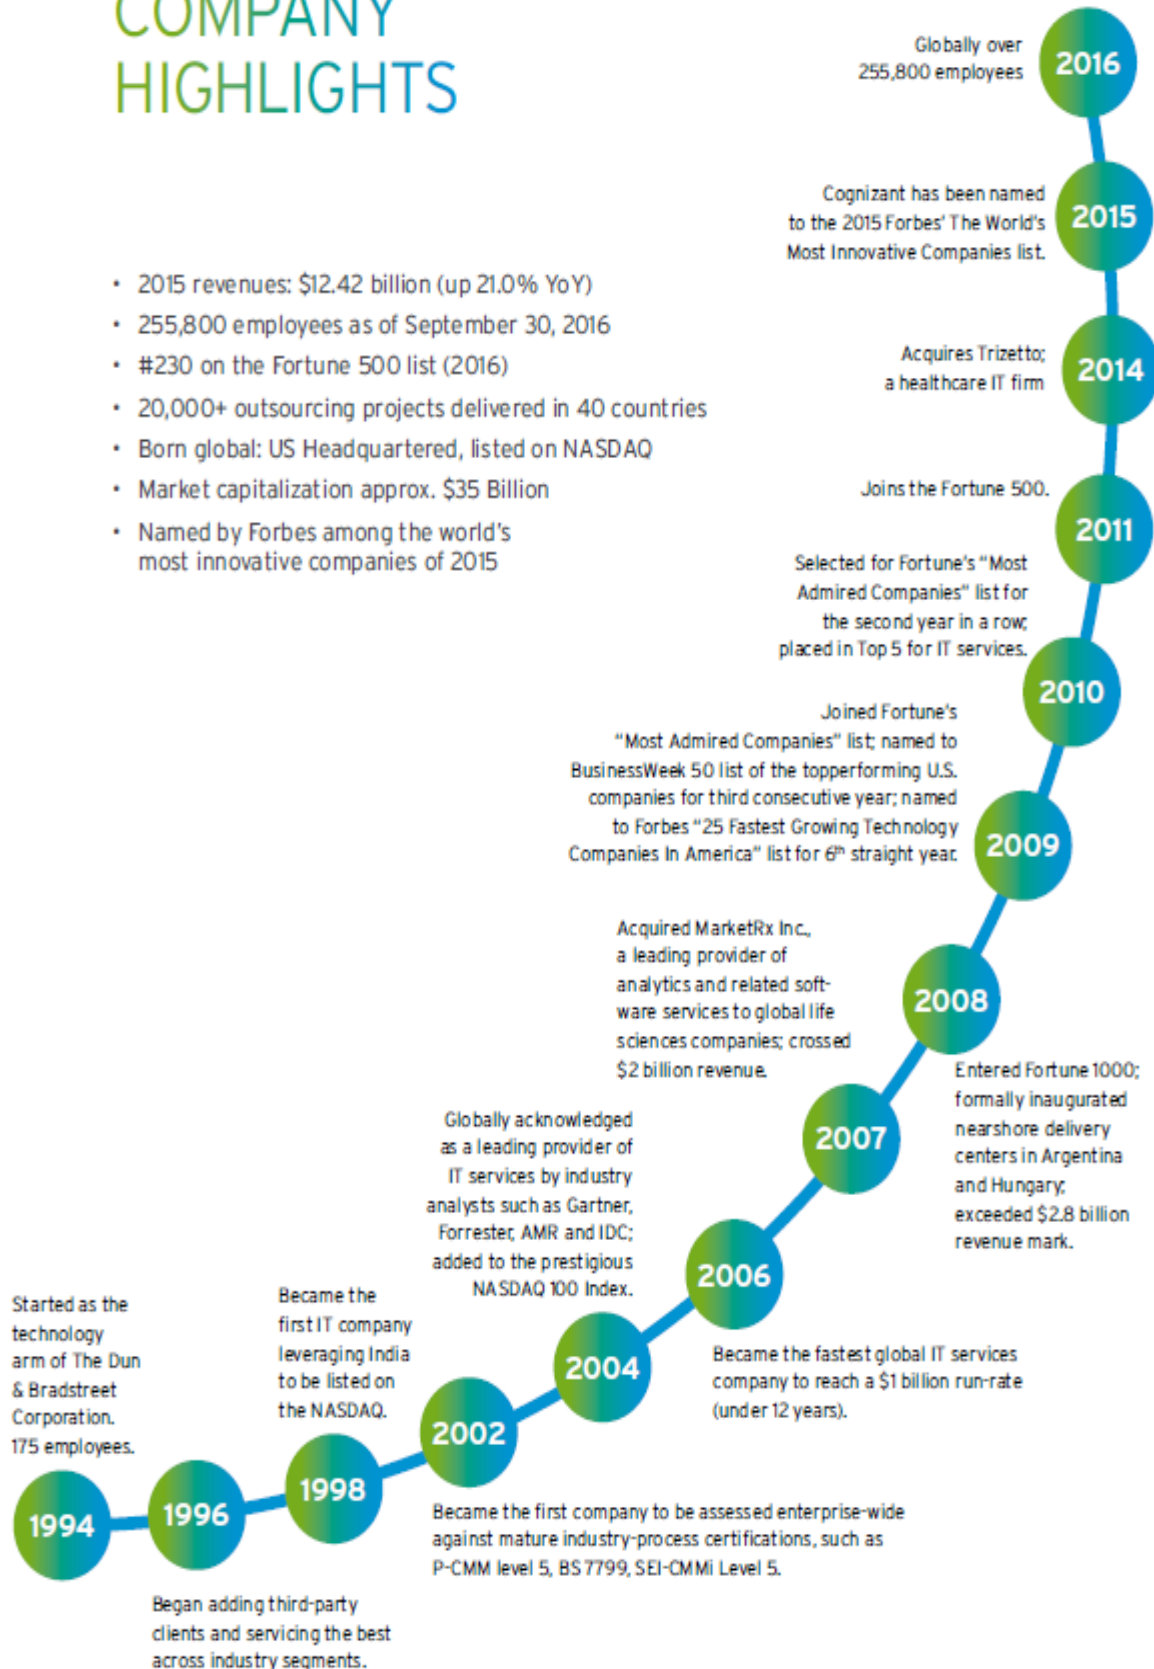 COMPANY
HIGHLIGHTS
• 2015 revenues: $12.42 billion (up 21.0% YoY)
• 255,800 employees as of September 30, 2016
• #230 on the Fortune 500 list (2016)
• 20,000+ outsourcing projects delivered in 40 countries
• Born global: US Headquartered, listed on NASDAQ
• Market capitalization approx. $35 Billion
• Named by Forbes among the world's
most innovative companies of 2015
Globally over
255,800 employees
2016
Cognizant has been named
to the 2015 Forbes' The World's
Most Innovative Companies list.
2015
Acquires Trizetto;
a healthcare IT firm
2014
Joins the Fortune 500.
2011
Selected for Fortune's "Most
Admired Companies" list for
the second year in a row;
placed in Top 5 for IT services.
2010
Joined Fortune's
"Most Admired Companies" list; named to
BusinessWeek 50 list of the topperforming U.S.
companies for third consecutive year; named
to Forbes "25 Fastest Growing Technology
Companies In America" list for 6th straight year.
2009
Acquired MarketRx Inc.,
a leading provider of
analytics and related soft-
ware services to global life
sciences companies; crossed
$2 billion revenue.
2008
Entered Fortune 1000;
formally inaugurated
nearshore delivery
centers in Argentina
and Hungary;
exceeded $2.8 billion
revenue mark.
2007
Globally acknowledged
as a leading provider of
IT services by industry
analysts such as Gartner,
Forrester, AMR and IDC;
added to the prestigious
NASDAQ 100 Index.
2006
Became the fastest global IT services
company to reach a $1 billion run-rate
(under 12 years).
2004
Became the
first IT company
leveraging India
to be listed on
the NASDAQ.
2002
Became the first company to be assessed enterprise-wide
against mature industry-process certifications, such as
P-CMM level 5, BS 7799, SEI-CMMi Level 5.
1998
Started as the
technology
arm of The Dun
& Bradstreet
Corporation.
175 employees.
1994
1996
Began adding third-party
clients and servicing the best
across industry segments.